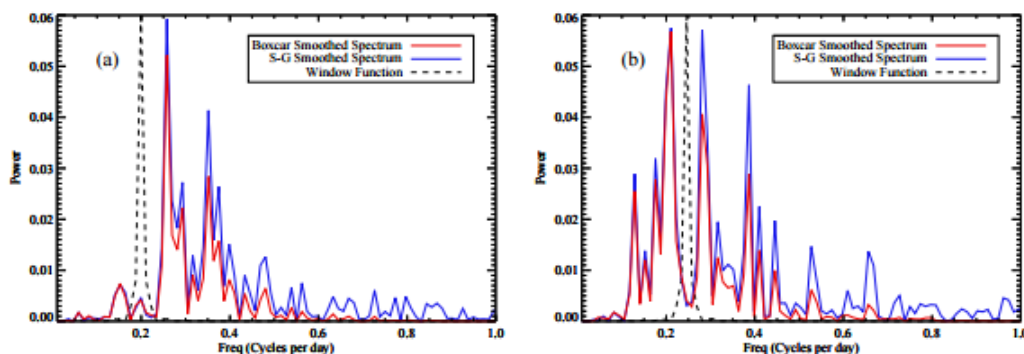 (a)
Boxcar Smoothed Spectrum
S-G Smoothed Spectrum
Window Function
0.06
0.05
0.04
0.03
0.02
0.01
0.00
Power
0.2 0.4 0.6 0.8 1.0
Freq (Cycles per day)
(b)
Boxcar Smoothed Spectrum
S-G Smoothed Spectrum
Window Function
0.06
0.05
0.04
0.03
0.02
0.01
0.00
Power
0.2 0.4 0.6 0.8 1.0
Freq (Cycles per day)